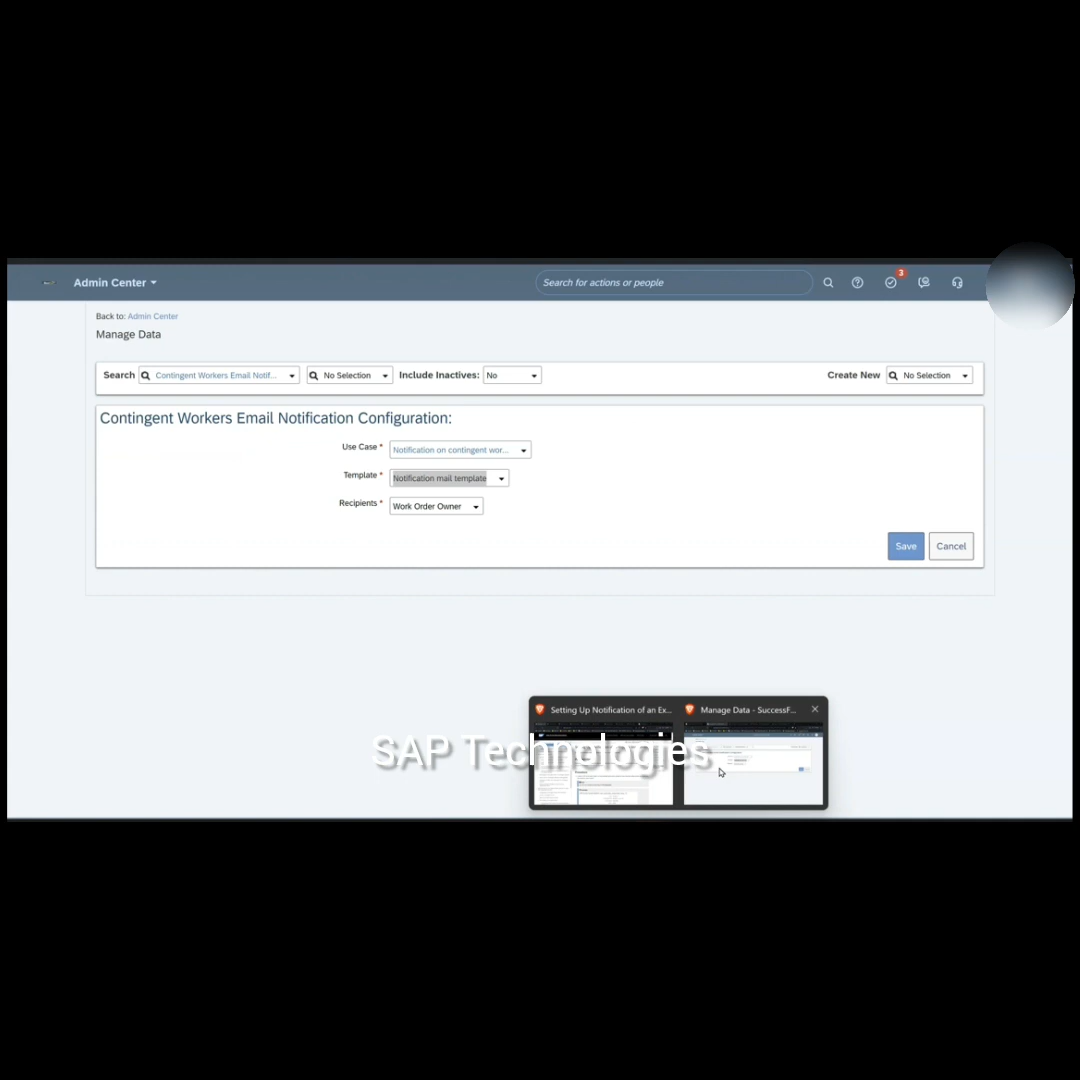 Admin Center
Search for actions or people
3
Back to: Admin Center
Manage Data
Search Contingent Workers Email Notif... No Selection Include Inactives: No Create New No Selection
Contingent Workers Email Notification Configuration:
Use Case * Notification on contingent wor...
Template * Notification mail template
Recipients * Work Order Owner
Save Cancel
Setting Up Notification of an Ex... Manage Data - SuccessF...
SAP Technologies